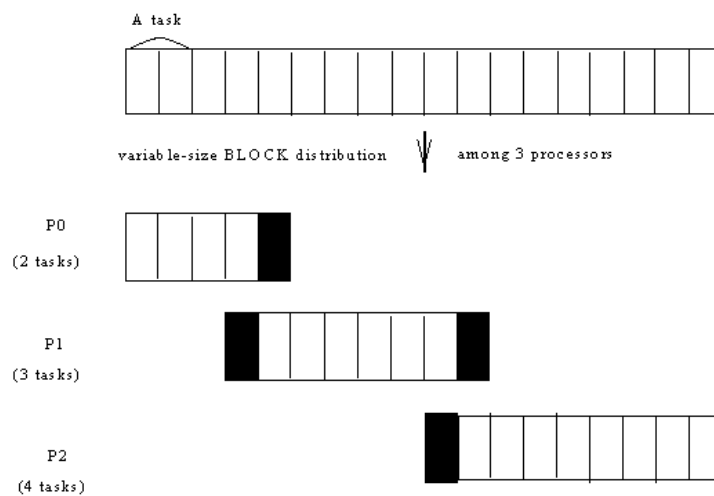 A task
variable-size BLOCK distribution among 3 processors
P0
(2 tasks)
P1
(3 tasks)
P2
(4 tasks)